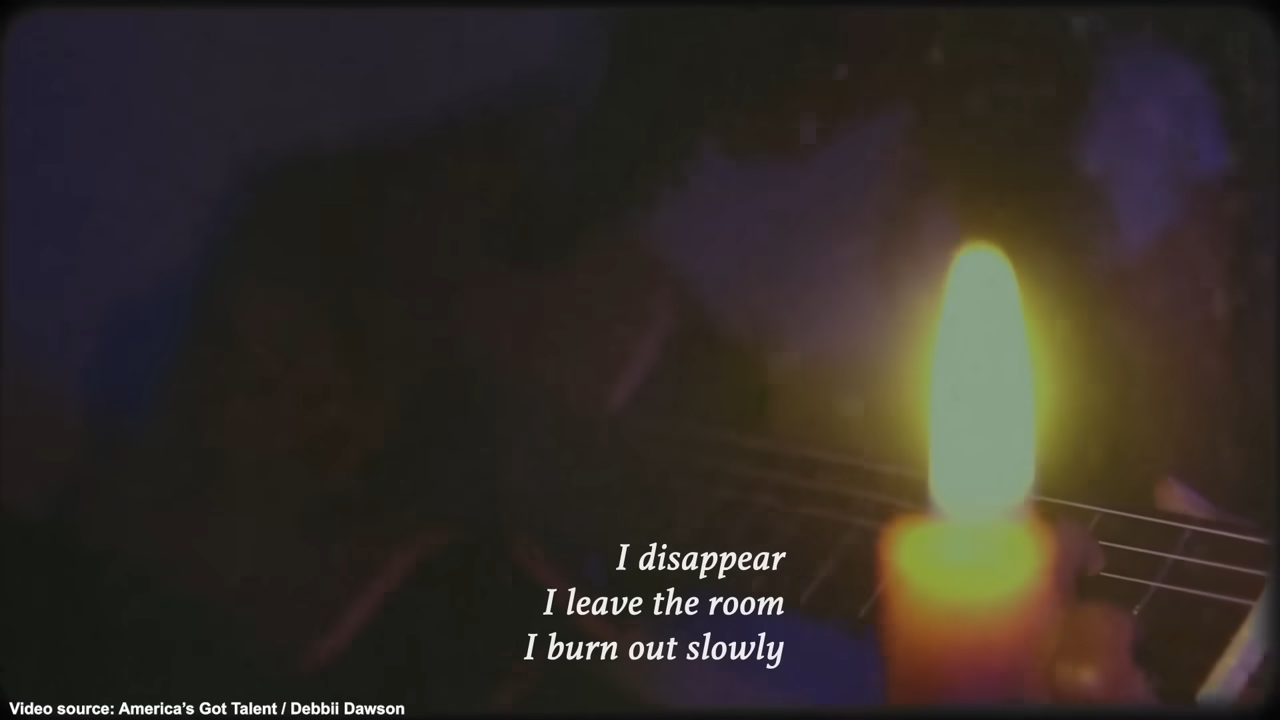 I disappear
I leave the room
I burn out slowly
Video source: America's Got Talent / Debbii Dawson